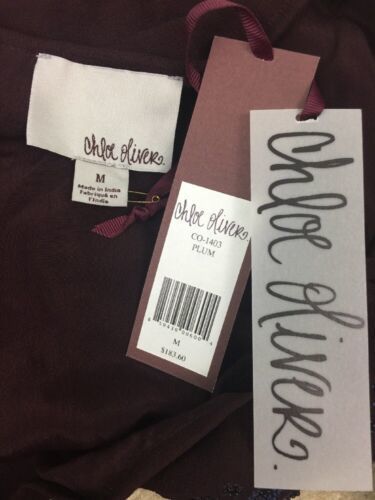 chloe oliver.
M
Made in India
Fabriqué en
l'Inde
chloe oliver.
CO-1403
PLUM
M
$183.60
chloe oliver.